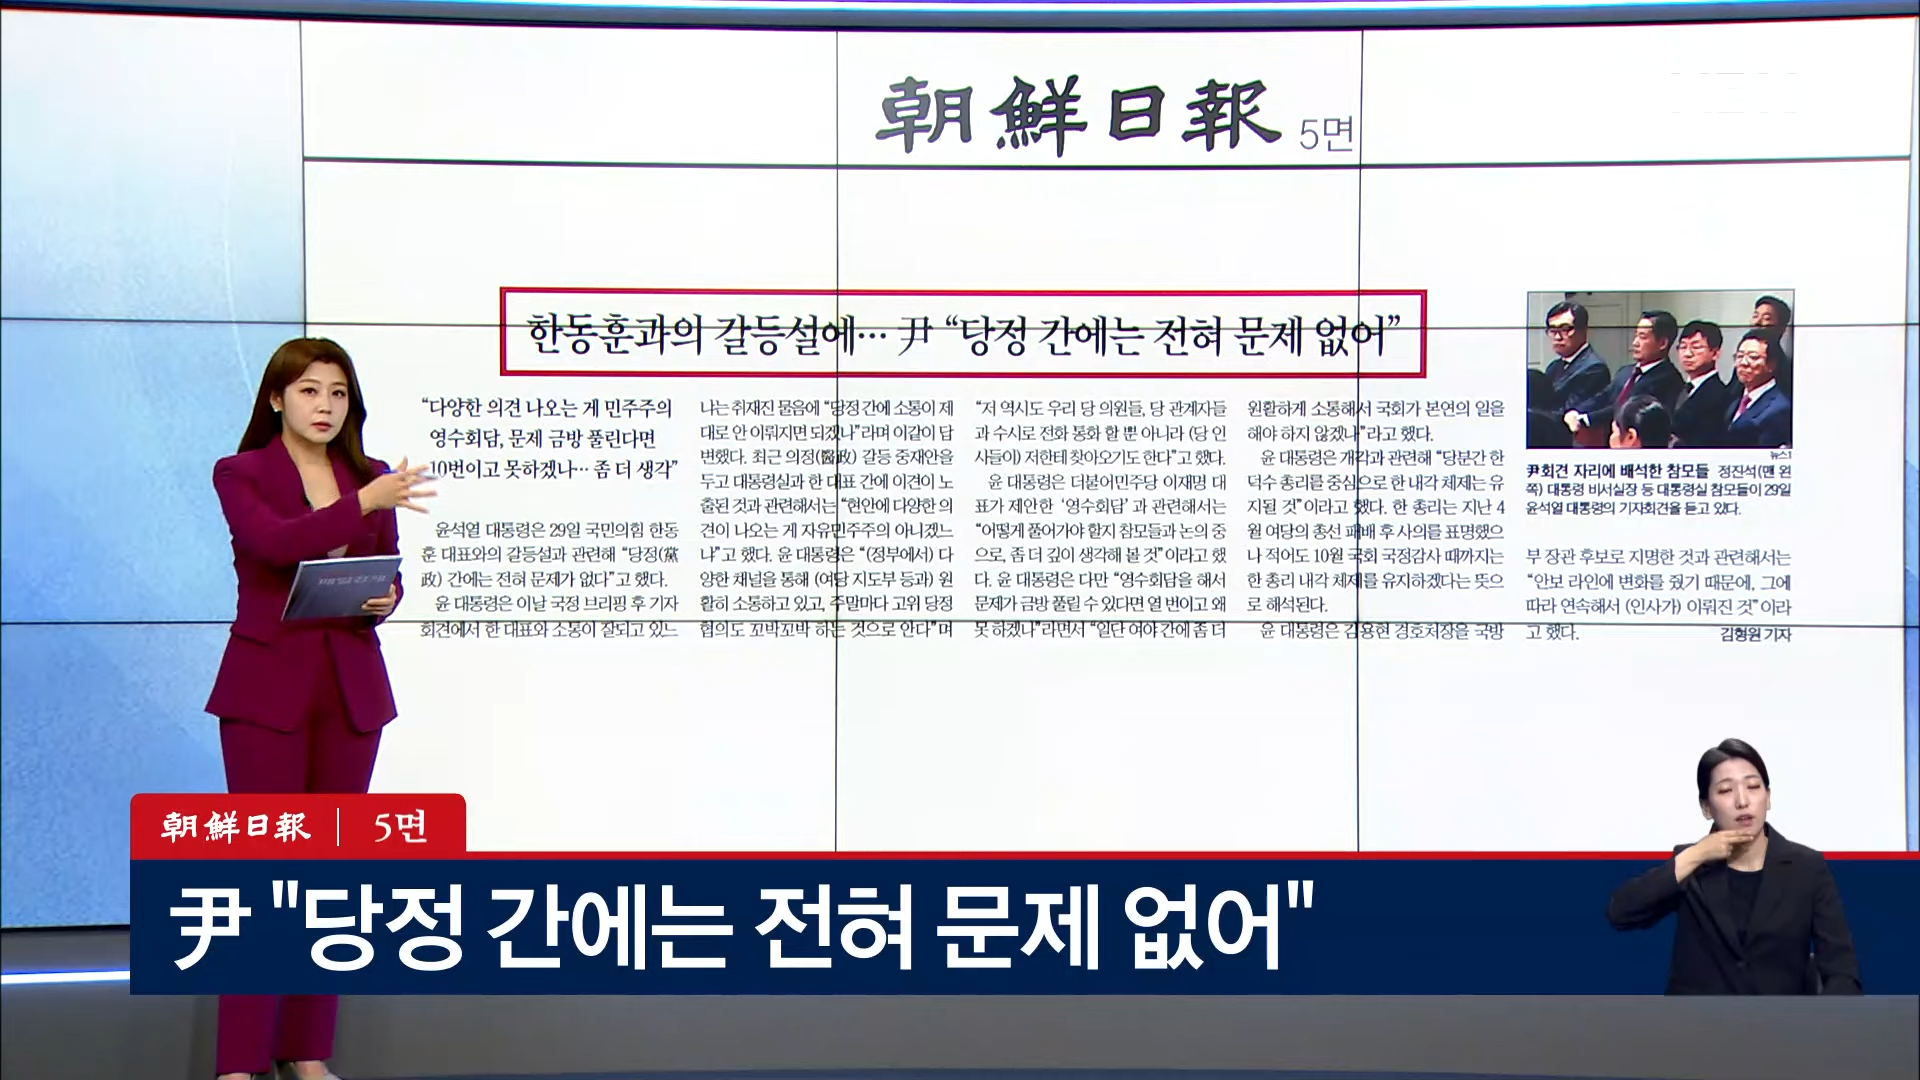 朝鮮日報 5면
한동훈과의 갈등설에… 尹 “당정 간에는 전혀 문제 없어”
“다양한 의견 나오는 게 민주주의
영수회담, 문제 금방 풀린다면
10번이고 못하겠나… 좀 더 생각”
윤석열 대통령은 29일 국민의힘 한동
훈 대표와의 갈등설과 관련해 “당정(黨
政) 간에는 전혀 문제가 없다”고 했다.
윤 대통령은 이날 국정 브리핑 후 기자
회견에서 한 대표와 소통이 잘되고 있느
냐는 취재진 물음에 “당정 간에 소통이 제
대로 안 이뤄지면 되겠나”라며 이같이 답
변했다. 최근 의정(醫政) 갈등 중재안을
두고 대통령실과 한 대표 간에 이견이 노
출된 것과 관련해서는 “현안에 다양한 의
견이 나오는 게 자유민주주의 아니겠느
냐”고 했다. 윤 대통령은 “(정부에서) 다
양한 채널을 통해 (여당 지도부 등과) 원
활히 소통하고 있고, 주말마다 고위 당정
협의도 꼬박꼬박 하는 것으로 안다”며
“저 역시도 우리 당 의원들, 당 관계자들
과 수시로 전화 통화 할 뿐 아니라 (당 인
사들이) 저한테 찾아오기도 한다”고 했다.
윤 대통령은 더불어민주당 이재명 대
표가 제안한 ‘영수회담’과 관련해서는
“어떻게 풀어가야 할지 참모들과 논의 중
으로, 좀 더 깊이 생각해 볼 것”이라고 했
다. 윤 대통령은 다만 “영수회담을 해서
문제가 금방 풀릴 수 있다면 열 번이고 왜
못 하겠나”라면서 “일단 여야 간에 좀 더
원활하게 소통해서 국회가 본연의 일을
해야 하지 않겠나”라고 했다.
윤 대통령은 개각과 관련해 “당분간 한
덕수 총리를 중심으로 한 내각 체제는 유
지될 것”이라고 했다. 한 총리는 지난 4
월 여당의 총선 패배 후 사의를 표명했으
나 적어도 10월 국회 국정감사 때까지는
한 총리 내각 체제를 유지하겠다는 뜻으
로 해석된다.
윤 대통령은 김용현 경호처장을 국방
뉴스1
尹회견 자리에 배석한 참모들 정진석(맨 왼
쪽) 대통령 비서실장 등 대통령실 참모들이 29일
윤석열 대통령의 기자회견을 듣고 있다.
부 장관 후보로 지명한 것과 관련해서는
“안보 라인에 변화를 줬기 때문에, 그에
따라 연속해서 (인사가) 이뤄진 것”이라
고 했다.
김형원 기자
朝鮮日報 | 5면
尹 "당정 간에는 전혀 문제 없어"